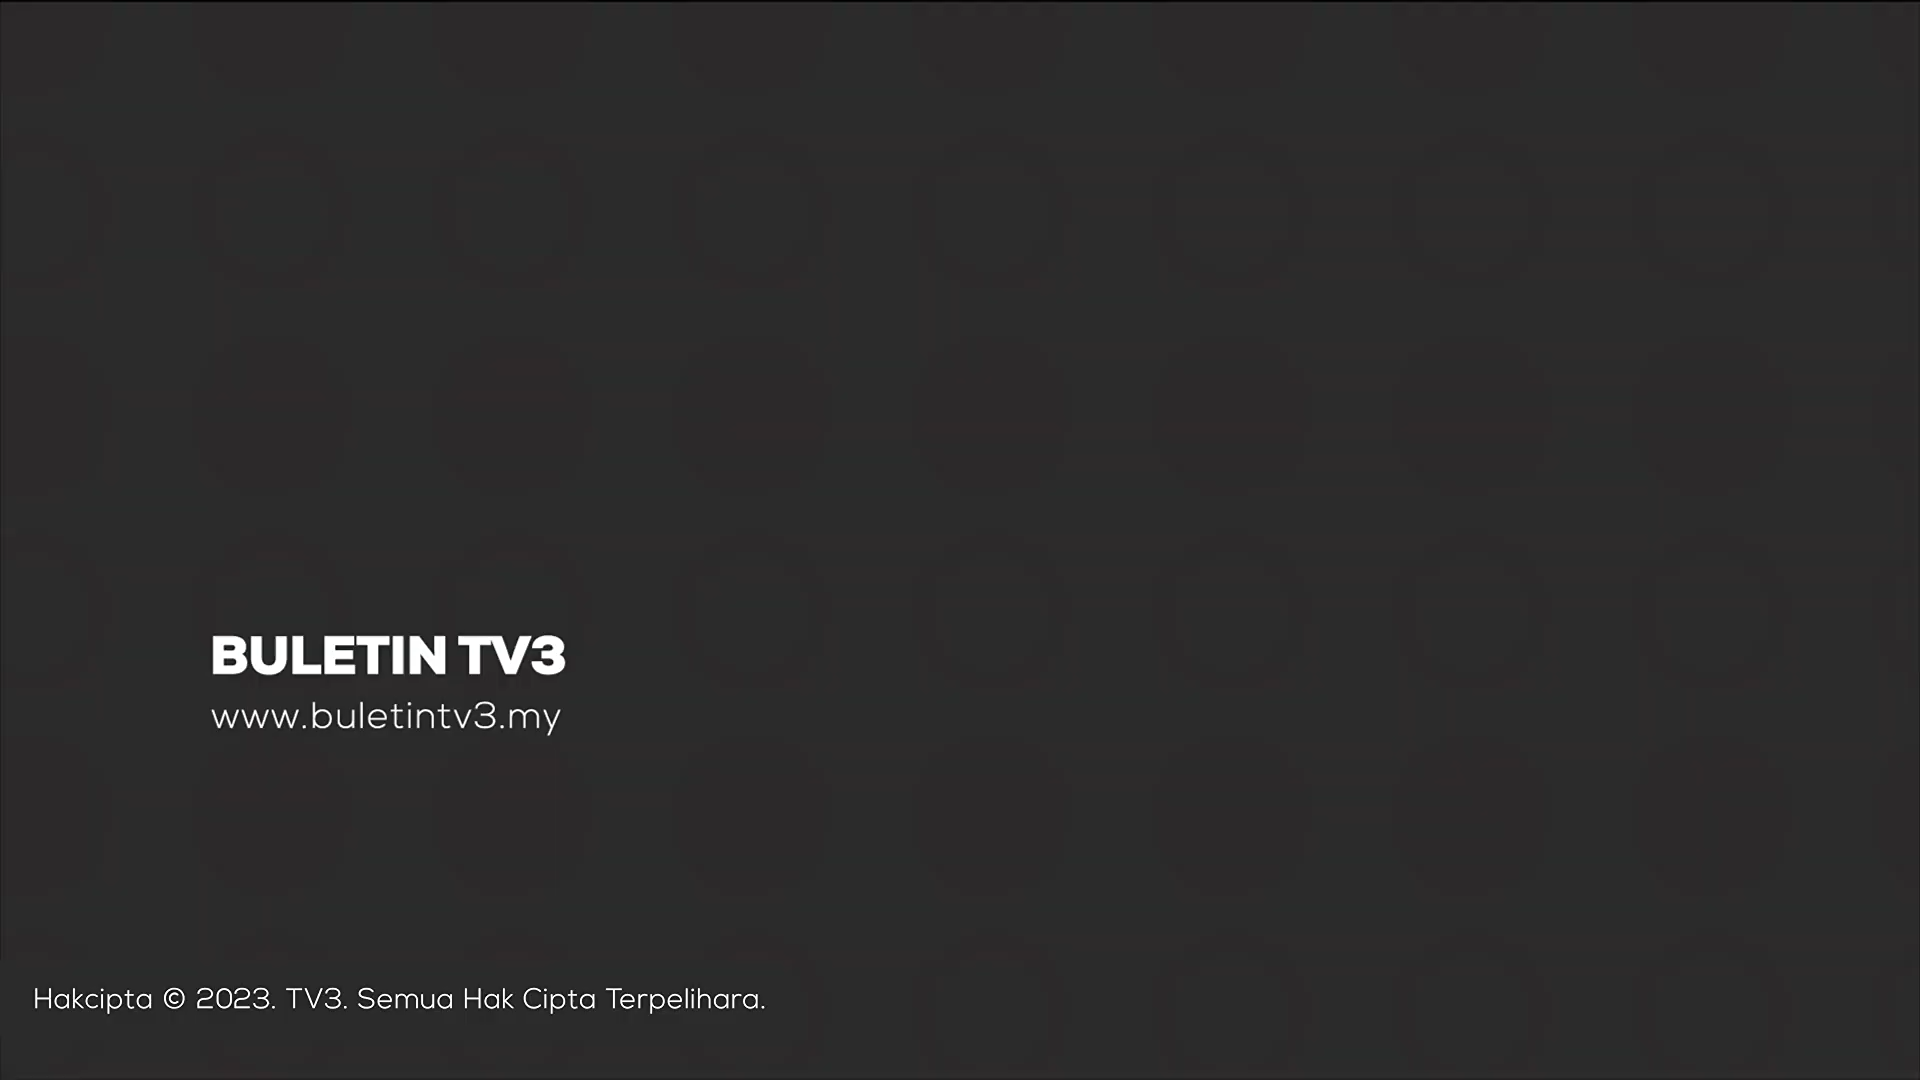 BULETIN TV3
www.buletintv3.my
Hakcipta © 2023. TV3. Semua Hak Cipta Terpelihara.